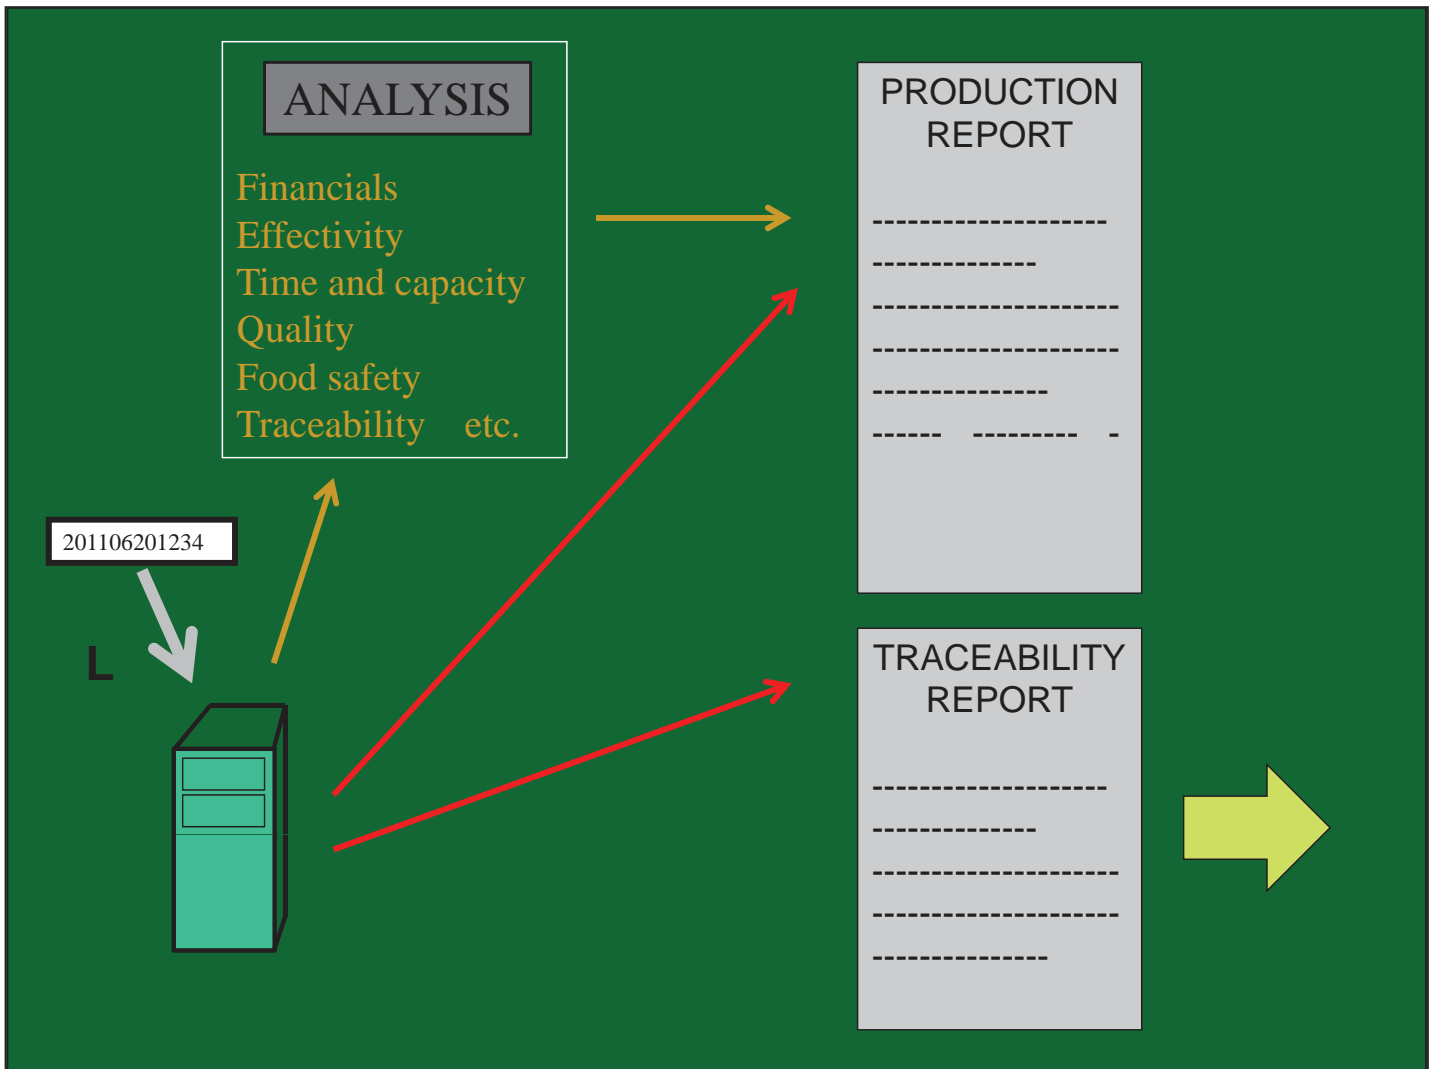 ANALYSIS
Financials
Effectivity
Time and capacity
Quality
Food safety
Traceability etc.
201106201234
L
PRODUCTION
REPORT
TRACEABILITY
REPORT